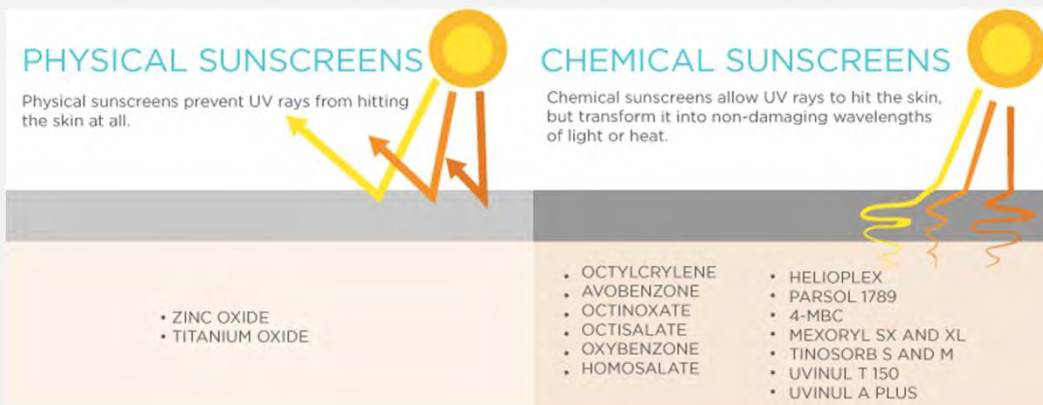 PHYSICAL SUNSCREENS
Physical sunscreens prevent UV rays from hitting
the skin at all.
• ZINC OXIDE
• TITANIUM OXIDE
CHEMICAL SUNSCREENS
Chemical sunscreens allow UV rays to hit the skin,
but transform it into non-damaging wavelengths
of light or heat.
• OCTYLCRYLENE
• AVOBENZONE
• OCTINOXATE
• OCTISALATE
• OXYBENZONE
• HOMOSALATE
• HELIOPLEX
• PARSOL 1789
• 4-MBC
• MEXORYL SX AND XL
• TINOSORB S AND M
• UVINUL T 150
• UVINUL A PLUS